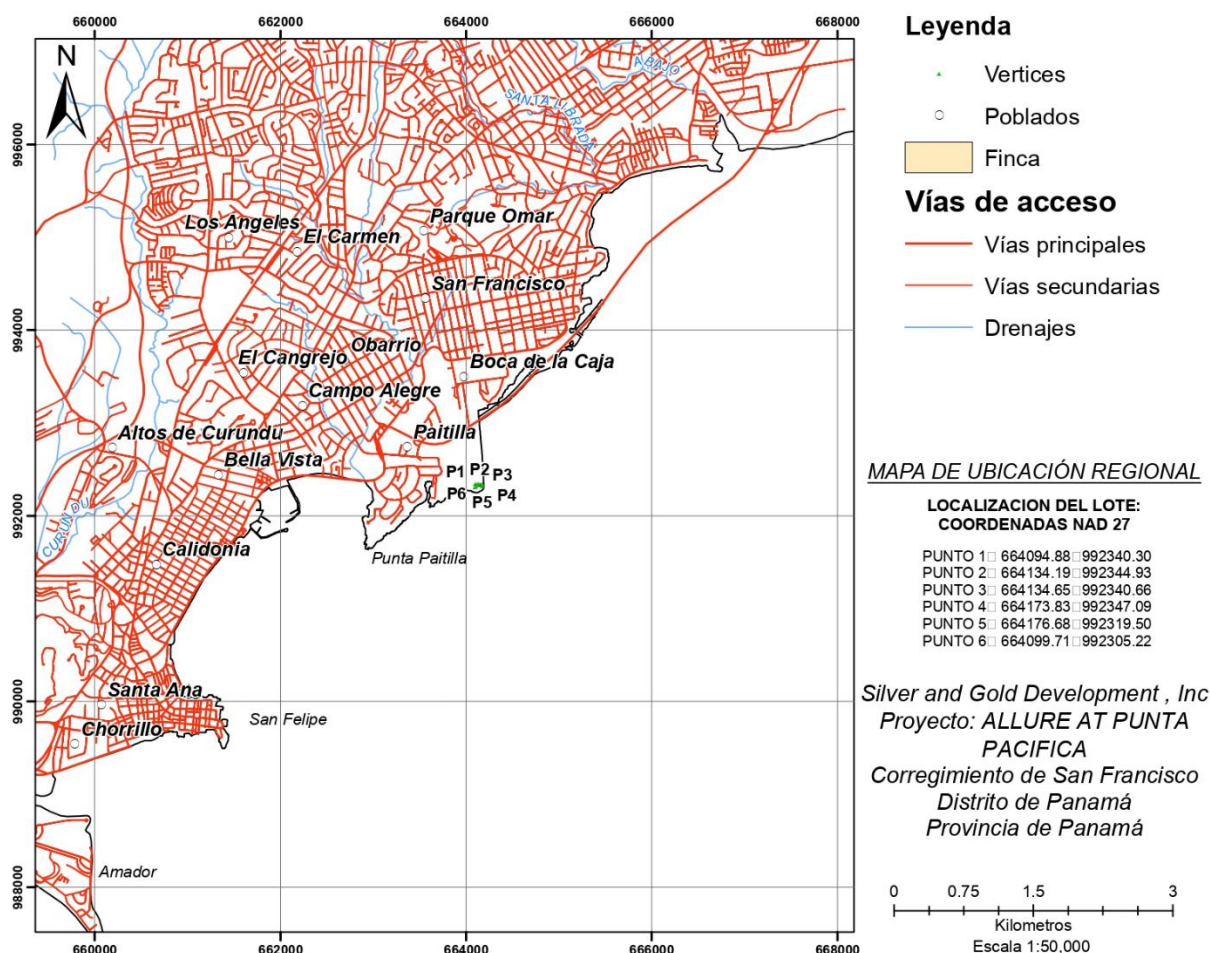 660000 662000 664000 666000 668000
N
996000
994000
992000
990000
988000
ABAJO
SANTA LIBRADA
Los Angeles
El Carmen
Parque Omar
San Francisco
Obarrio
El Cangrejo
Boca de la Caja
Campo Alegre
Altos de Curundú
Paitilla
Bella Vista
P1 P2 P3
P6 P5 P4
CURUNDU
Calidonia
Punta Paitilla
Santa Ana
San Felipe
Chorrillo
Amador
660000 662000 664000 666000 668000
Leyenda
Vertices
Poblados
Finca
Vías de acceso
Vías principales
Vías secundarias
Drenajes
MAPA DE UBICACIÓN REGIONAL
LOCALIZACION DEL LOTE:
COORDENADAS NAD 27
PUNTO 1□ 664094.88□992340.30
PUNTO 2□ 664134.19□992344.93
PUNTO 3□ 664134.65□992340.66
PUNTO 4□ 664173.83□992347.09
PUNTO 5□ 664176.68□992319.50
PUNTO 6□ 664099.71□992305.22
Silver and Gold Development , Inc
Proyecto: ALLURE AT PUNTA
PACIFICA
Corregimiento de San Francisco
Distrito de Panamá
Provincia de Panamá
0 0.75 1.5 3
Kilometros
Escala 1:50,000